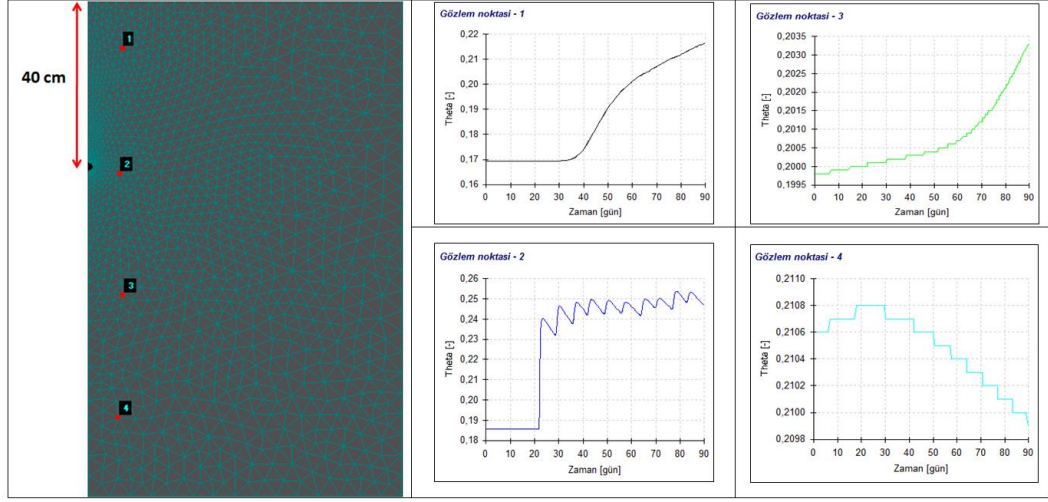 40 cm
1
2
3
4
Gözlem noktasi - 1
Theta [-]
0,22
0,21
0,20
0,19
0,18
0,17
0,16
0 10 20 30 40 50 60 70 80 90
Zaman [gün]
Gözlem noktasi - 3
Theta [-]
0,2035
0,2030
0,2025
0,2020
0,2015
0,2010
0,2005
0,2000
0,1995
0 10 20 30 40 50 60 70 80 90
Zaman [gün]
Gözlem noktasi - 2
Theta [-]
0,26
0,25
0,24
0,23
0,22
0,21
0,20
0,19
0,18
0 10 20 30 40 50 60 70 80 90
Zaman [gün]
Gözlem noktasi - 4
Theta [-]
0,2110
0,2108
0,2106
0,2104
0,2102
0,2100
0,2098
0 10 20 30 40 50 60 70 80 90
Zaman [gün]